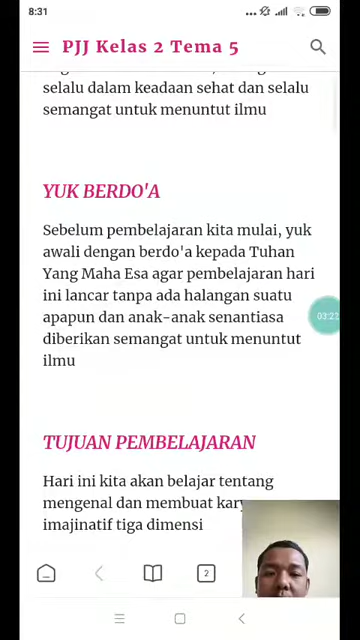 8:31
PJJ Kelas 2 Tema 5
selalu dalam keadaan sehat dan selalu
semangat untuk menuntut ilmu
YUK BERDO'A
Sebelum pembelajaran kita mulai, yuk
awali dengan berdo'a kepada Tuhan
Yang Maha Esa agar pembelajaran hari
ini lancar tanpa ada halangan suatu
apapun dan anak-anak senantiasa
diberikan semangat untuk menuntut
ilmu
03:22
TUJUAN PEMBELAJARAN
Hari ini kita akan belajar tentang
mengenal dan membuat
imajinatif tiga dimensi
2